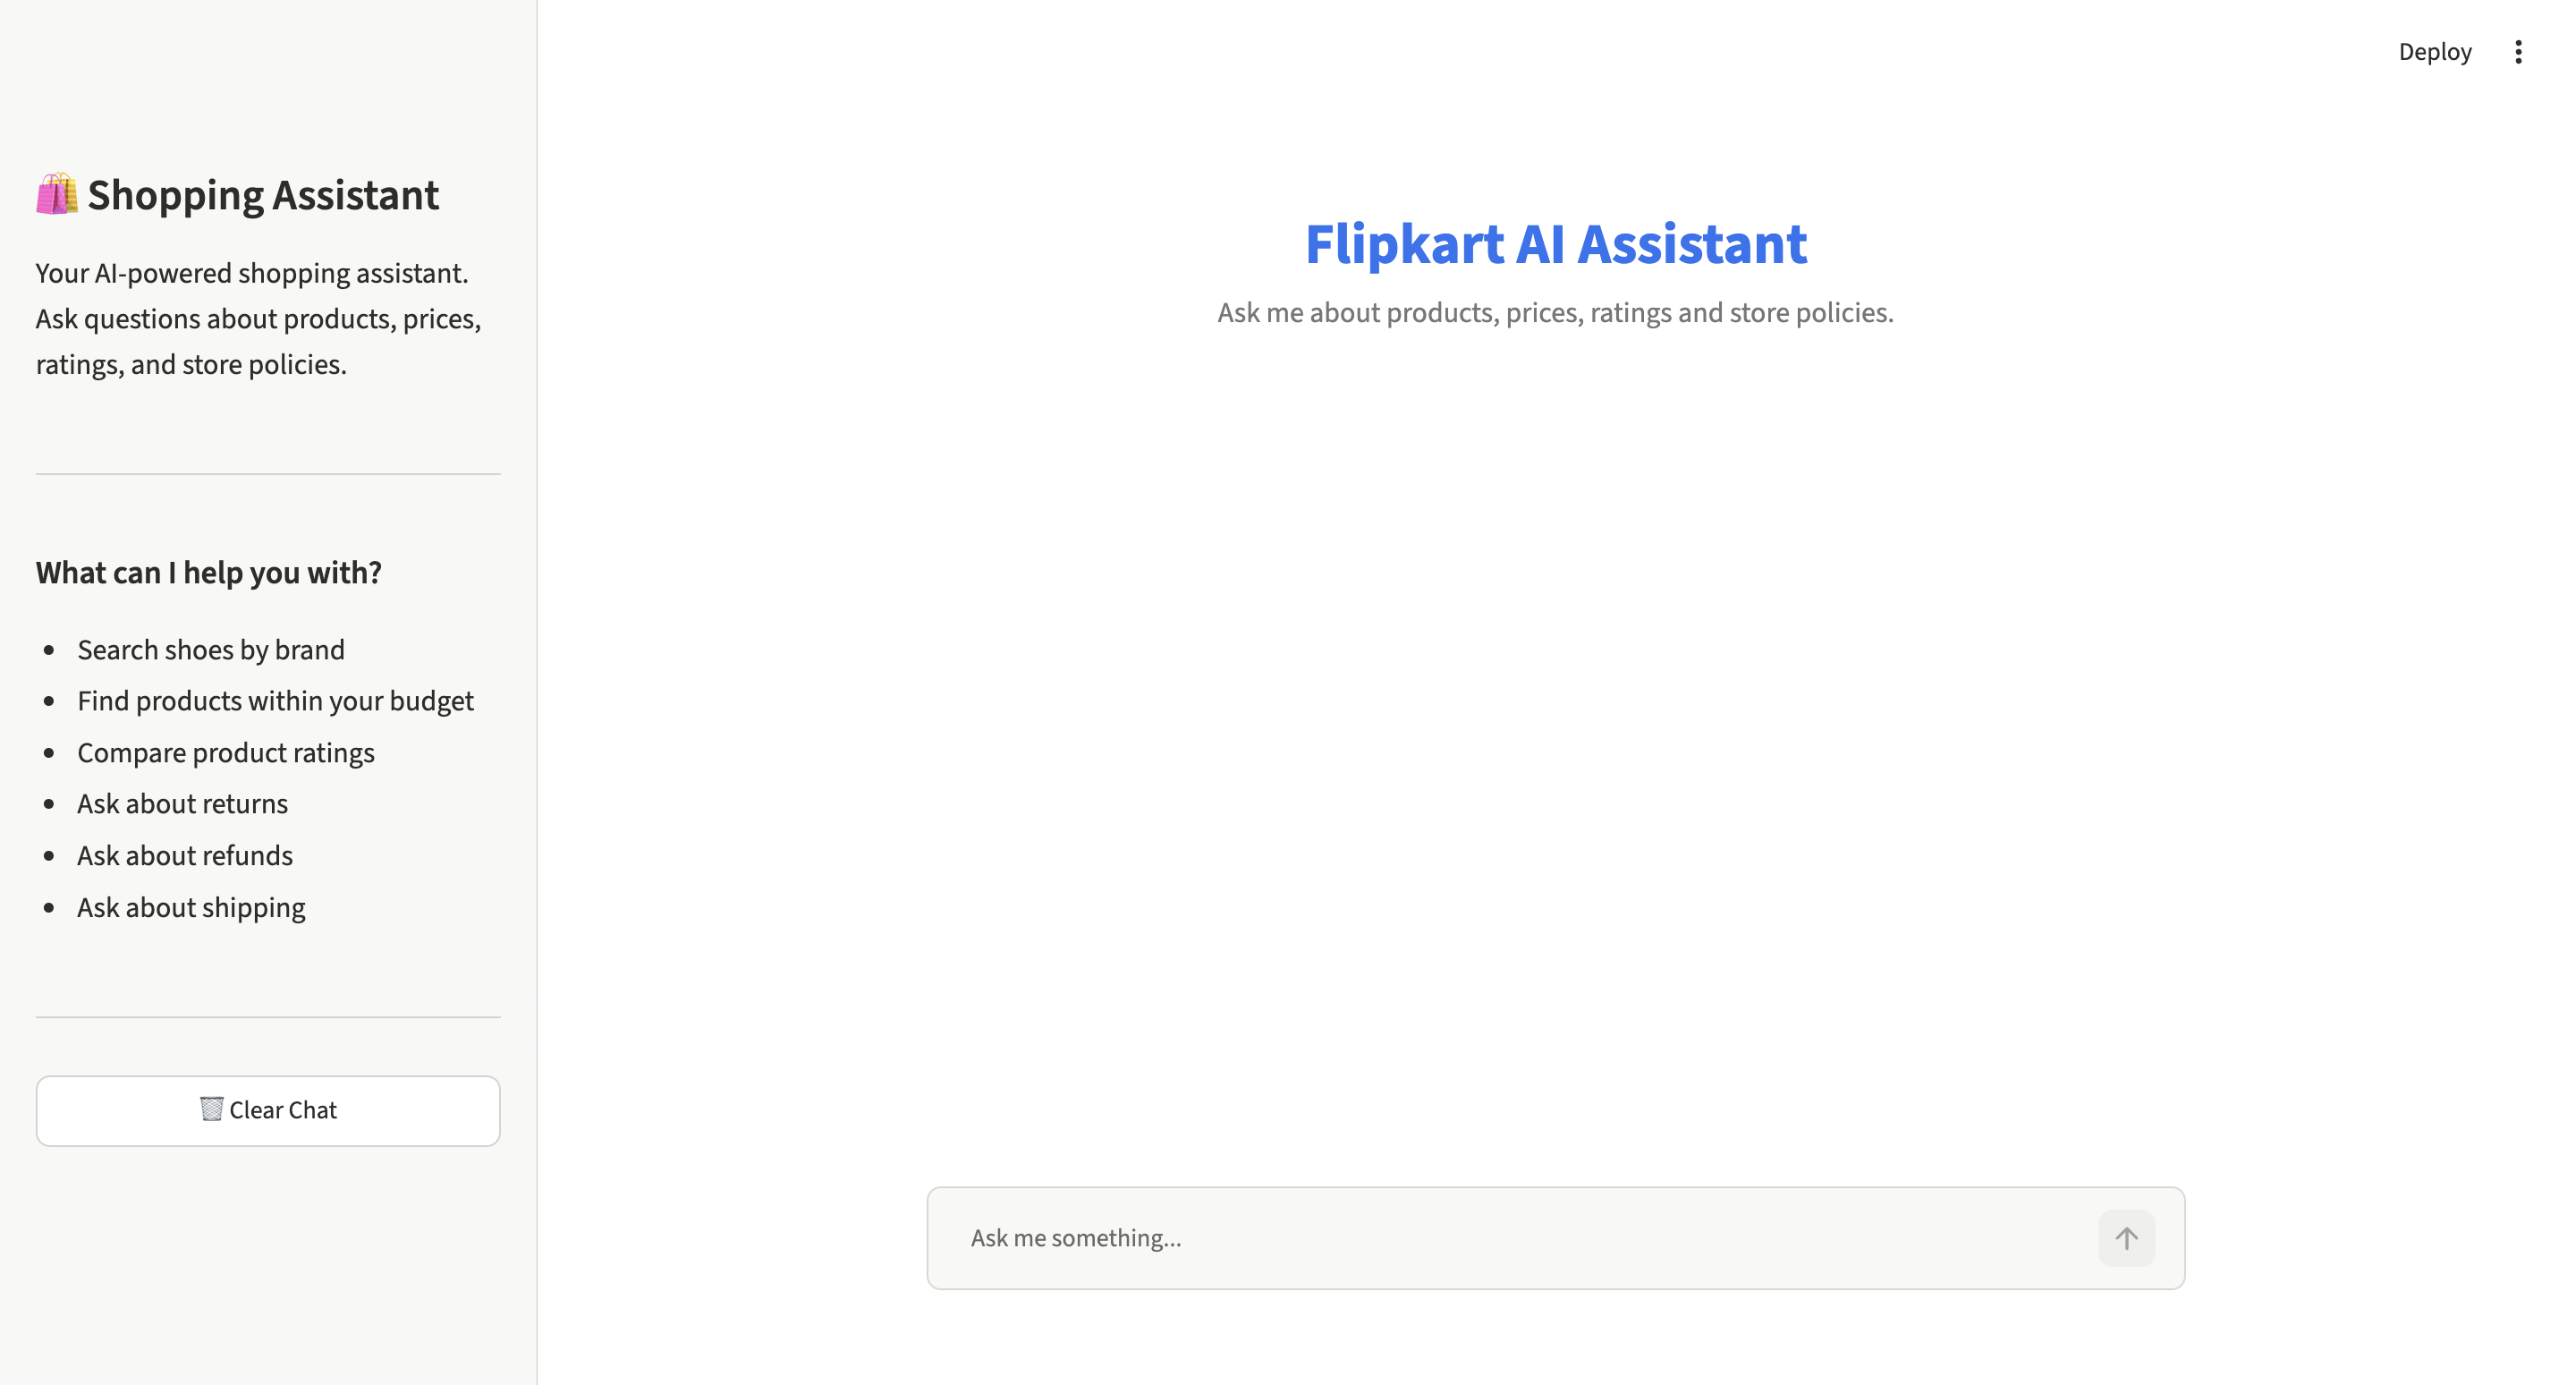 Deploy
🛍️ Shopping Assistant
Your AI-powered shopping assistant.
Ask questions about products, prices,
ratings, and store policies.
What can I help you with?
• Search shoes by brand
• Find products within your budget
• Compare product ratings
• Ask about returns
• Ask about refunds
• Ask about shipping
🗑️ Clear Chat
Flipkart AI Assistant
Ask me about products, prices, ratings and store policies.
Ask me something...